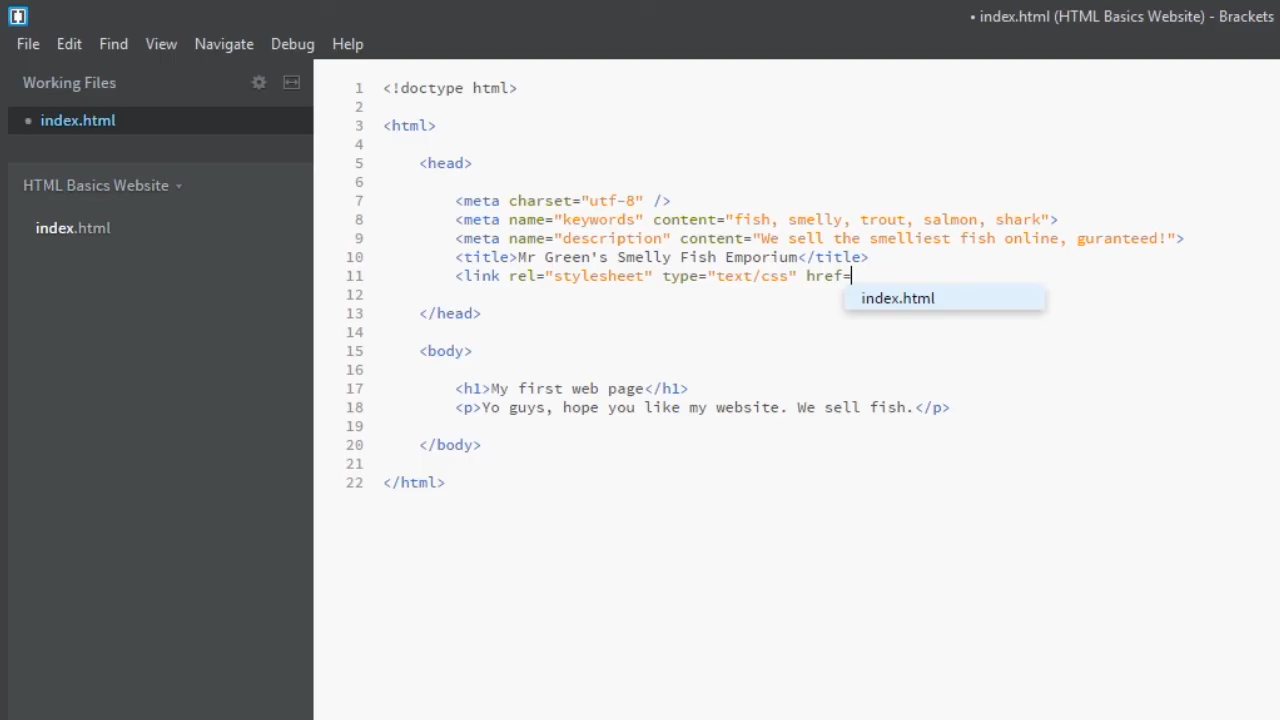 • index.html (HTML Basics Website) - Brackets
File Edit Find View Navigate Debug Help
Working Files
• index.html
HTML Basics Website
index.html
1 <!doctype html>
2
3 <html>
4
5 <head>
6
7 <meta charset="utf-8" />
8 <meta name="keywords" content="fish, smelly, trout, salmon, shark">
9 <meta name="description" content="We sell the smelliest fish online, guranteed!">
10 <title>Mr Green's Smelly Fish Emporium</title>
11 <link rel="stylesheet" type="text/css" href=
index.html
12
13 </head>
14
15 <body>
16
17 <h1>My first web page</h1>
18 <p>Yo guys, hope you like my website. We sell fish.</p>
19
20 </body>
21
22 </html>